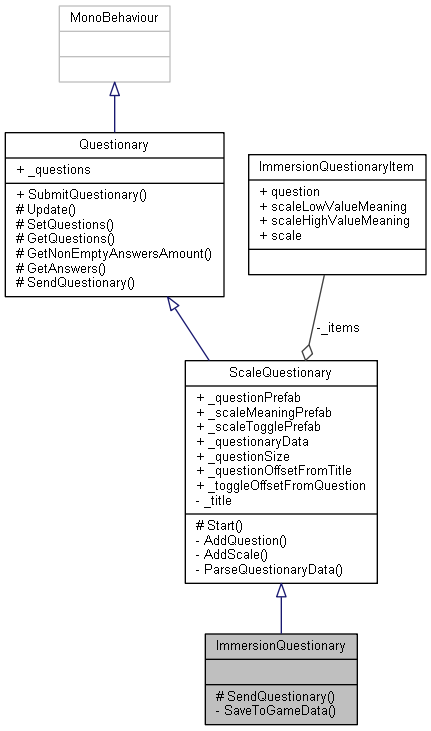 MonoBehaviour
Questionary
+ _questions
+ SubmitQuestionary()
# Update()
# SetQuestions()
# GetQuestions()
# GetNonEmptyAnswersAmount()
# GetAnswers()
# SendQuestionary()
ImmersionQuestionaryItem
+ question
+ scaleLowValueMeaning
+ scaleHighValueMeaning
+ scale
-_items
ScaleQuestionary
+ _questionPrefab
+ _scaleMeaningPrefab
+ _scaleTogglePrefab
+ _questionaryData
+ _questionSize
+ _questionOffsetFromTitle
+ _toggleOffsetFromQuestion
- _title
# Start()
- AddQuestion()
- AddScale()
- ParseQuestionaryData()
ImmersionQuestionary
# SendQuestionary()
- SaveToGameData()